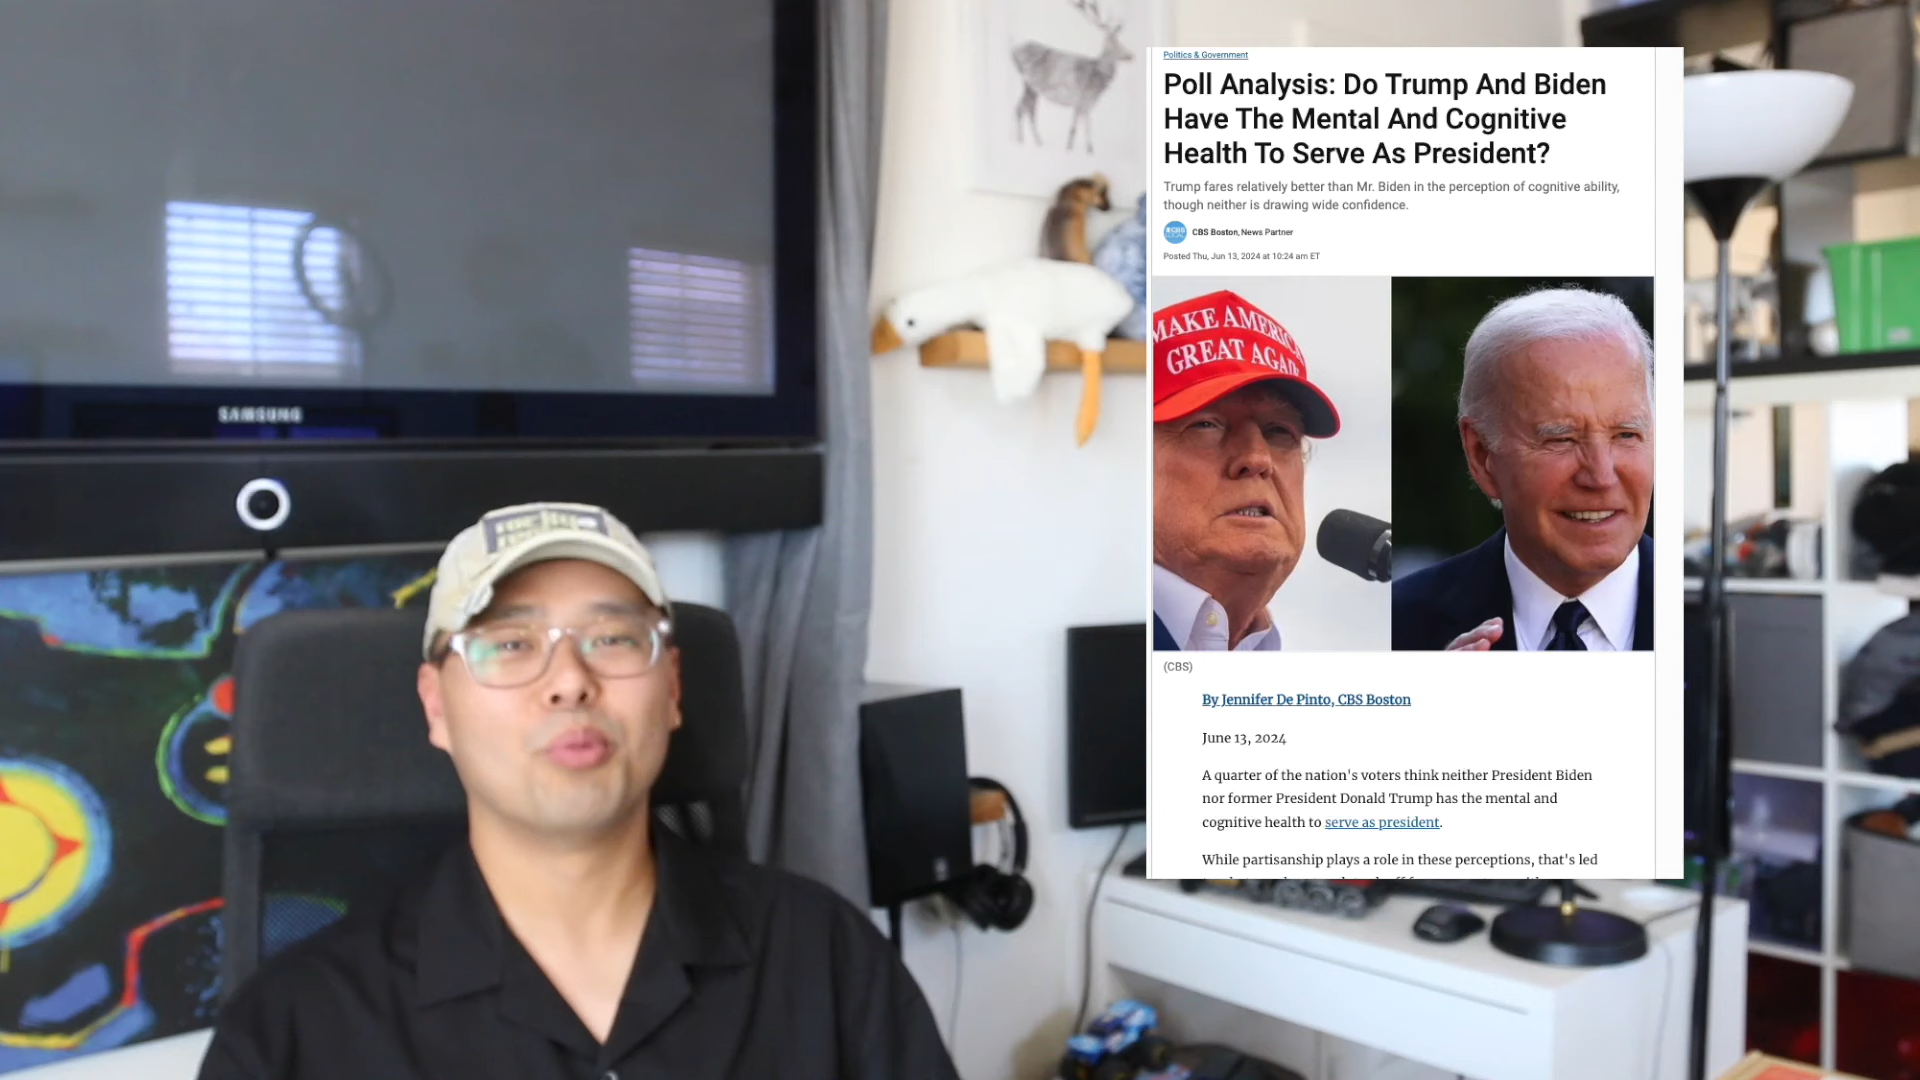 SAMSUNG
Politics & Government
Poll Analysis: Do Trump And Biden
Have The Mental And Cognitive
Health To Serve As President?
Trump fares relatively better than Mr. Biden in the perception of cognitive ability,
though neither is drawing wide confidence.
CBS Boston, News Partner
Posted Thu, Jun 13, 2024 at 10:24 am ET
MAKE AMERICA
GREAT AGAIN
(CBS)
By Jennifer De Pinto, CBS Boston
June 13, 2024
A quarter of the nation's voters think neither President Biden
nor former President Donald Trump has the mental and
cognitive health to serve as president.
While partisanship plays a role in these perceptions, that's led